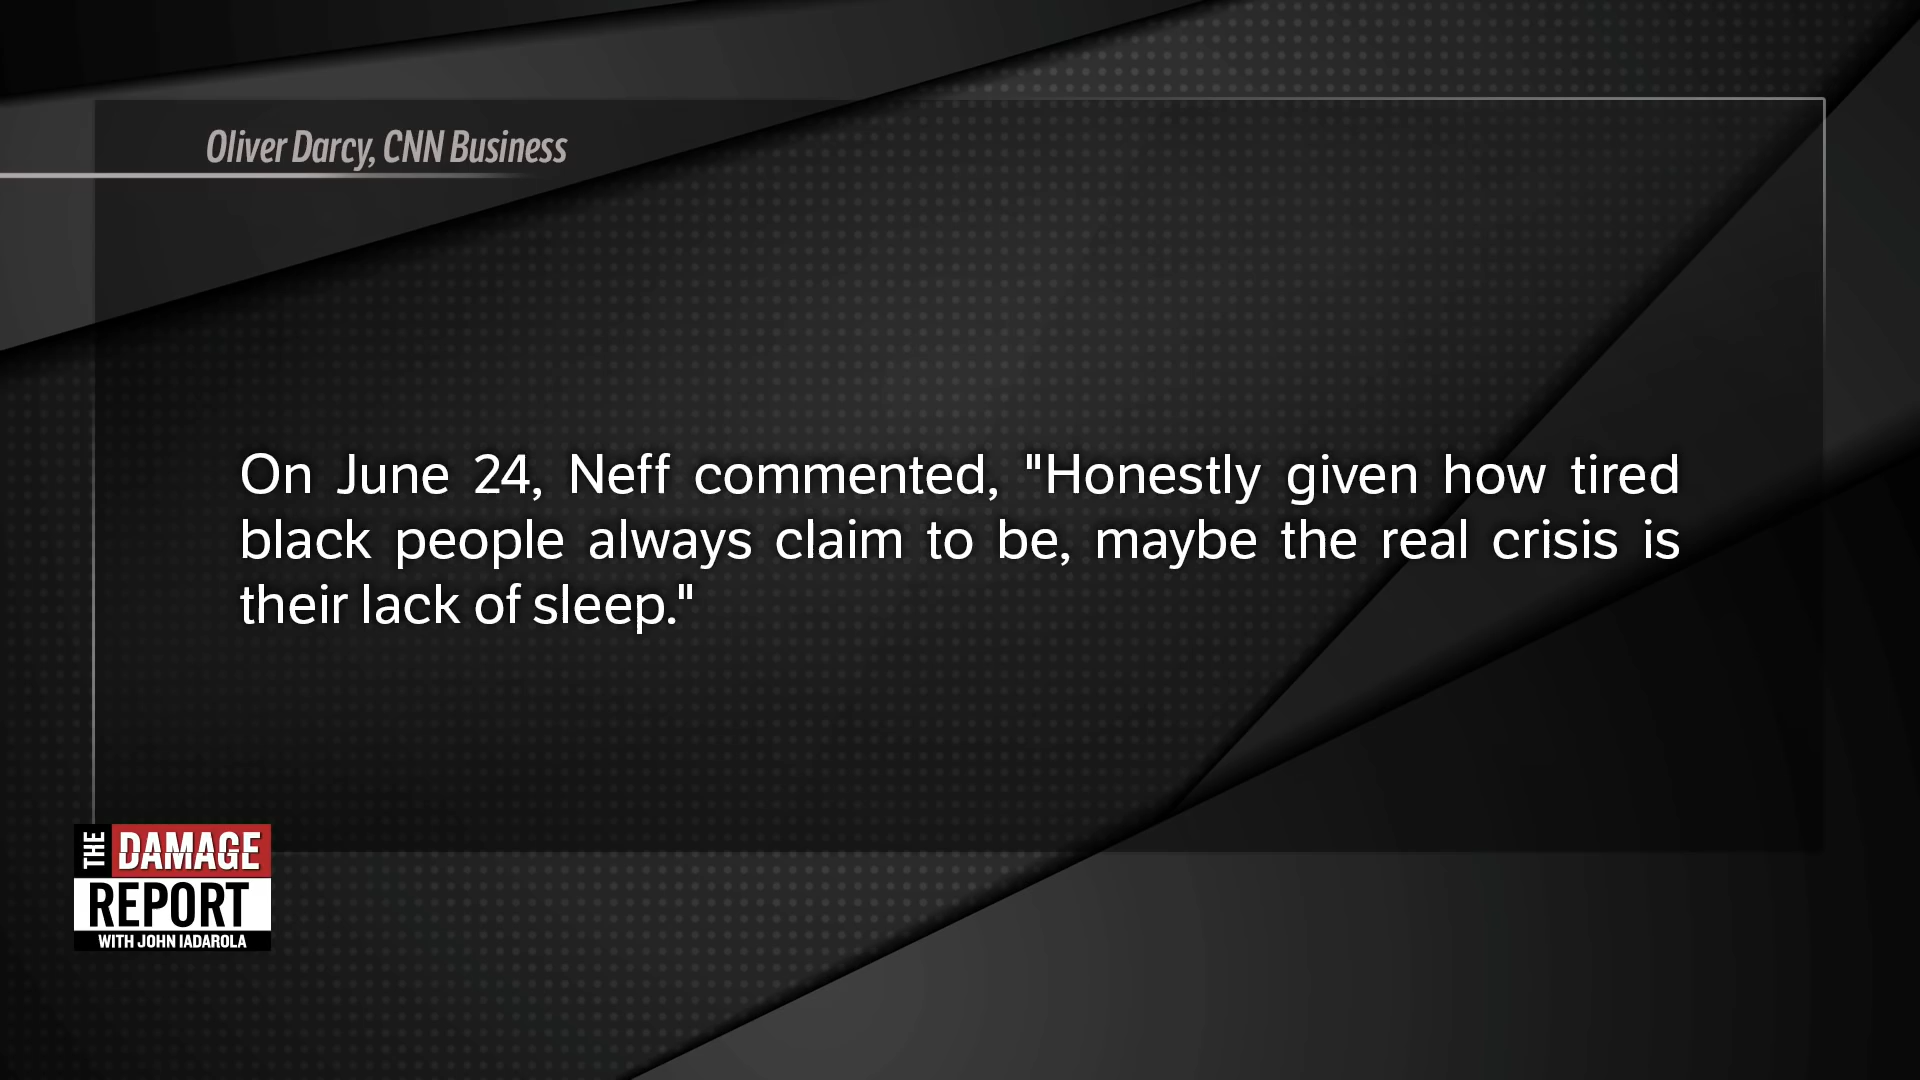 Oliver Darcy, CNN Business
On June 24, Neff commented, "Honestly given how tired
black people always claim to be, maybe the real crisis is
their lack of sleep."
THE DAMAGE
REPORT
WITH JOHN IADAROLA